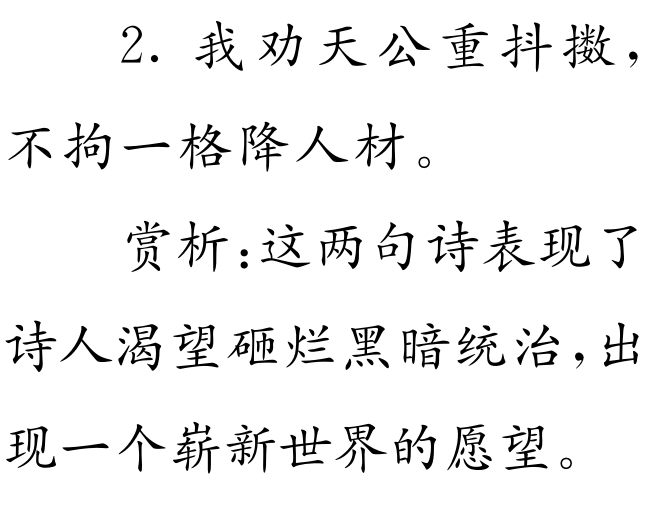 2. 我劝天公重抖擞，
不拘一格降人材。
赏析：这两句诗表现了
诗人渴望砸烂黑暗统治，出
现一个崭新世界的愿望。